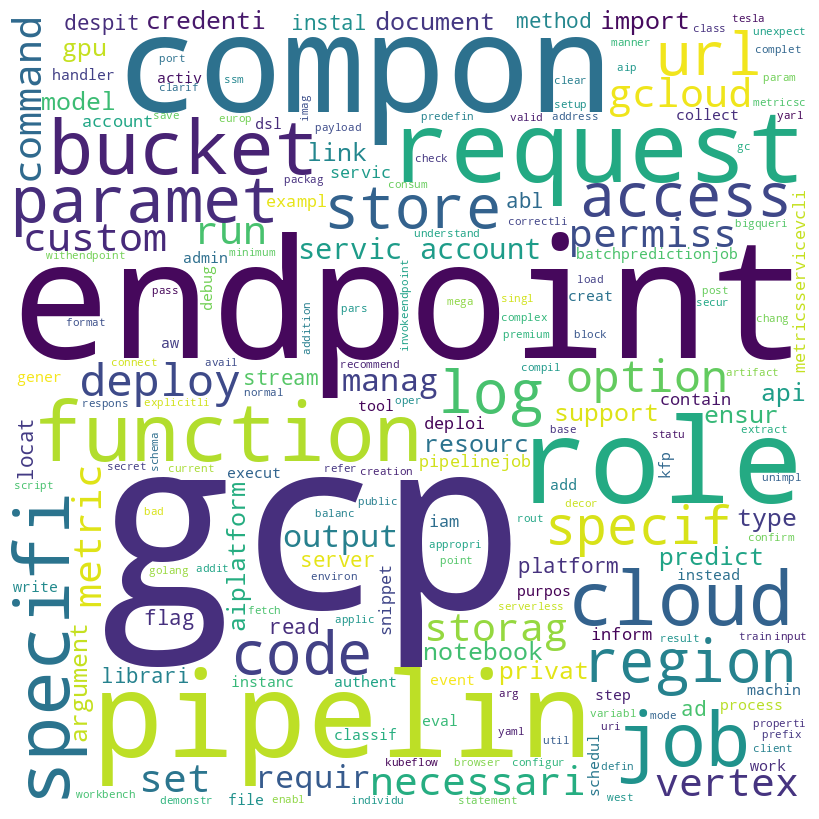 despit credenti instal document method import tesla
class unexpect
compon url
gpu port manner complet
handler activ ssm clear aip param
command model clarif imag gcloud
save setup address metricsc
account europ dsl payload predefin valid collect yarl
bucket link request check gc
servic packag consum
paramet exampl store abl access
correctli bigqueri
custom run understand permiss
withendpoint admin minimum servic account batchpredictionjob
endpoint
debug pass addition pars invokeendpoint mega singl creat load post secur
format complex premium block chang metricsservicevcli
aw connect avail recommend compil artifact
gener deploy stream manag log option api
respons explicitli normal tool oper contain
function deploi base support ensur statu
locat schema secret current refer creation resourc role extract
script pipelinejob add kfp unimpl
metric execut public decor
bad gcp balanc iam appropri rout specif type
specifi golang addit output point confirm
aiplatform server environ platform predict
write fetch snippet serverless purpos instead
flag applic read storag cloud
argument code notebook inform result train input
librari event privat region
instanc authent step machin
pipelin arg eval variabl ad process
classif yaml util uri mode properti
kubeflow browser configur schedul job defin prefix client
set requir necessari work
workbench file enabl west vertex
demonstr individu statement